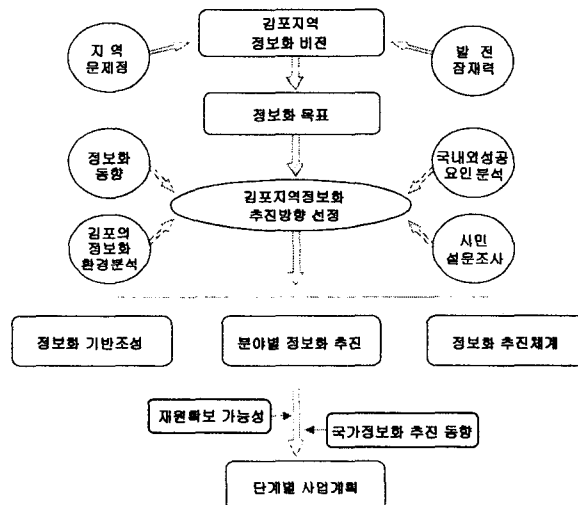 김포지역
정보화 비전
지 역
문제점
발 전
잠재력
정보화 목표
정보화
동향
국내외성공
요인 분석
김포지역정보화
추진방향 선정
김포의
정보화
환경분석
시민
설문조사
정보화 기반조성
분야별 정보화 추진
정보화 추진체계
재원확보 가능성
국가정보화 추진 동향
단계별 사업계획